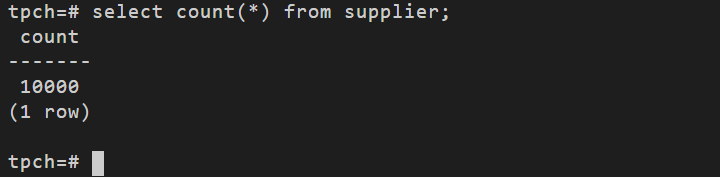 tpch=# select count(*) from supplier;
count
-------
10000
(1 row)
tpch=#